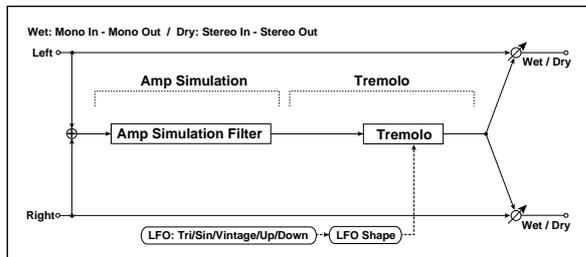 Wet: Mono In - Mono Out / Dry: Stereo In - Stereo Out
Left
Wet / Dry
Amp Simulation
Tremolo
Amp Simulation Filter
Tremolo
Right
Wet / Dry
LFO: Tri/Sin/Vintage/Up/Down
LFO Shape